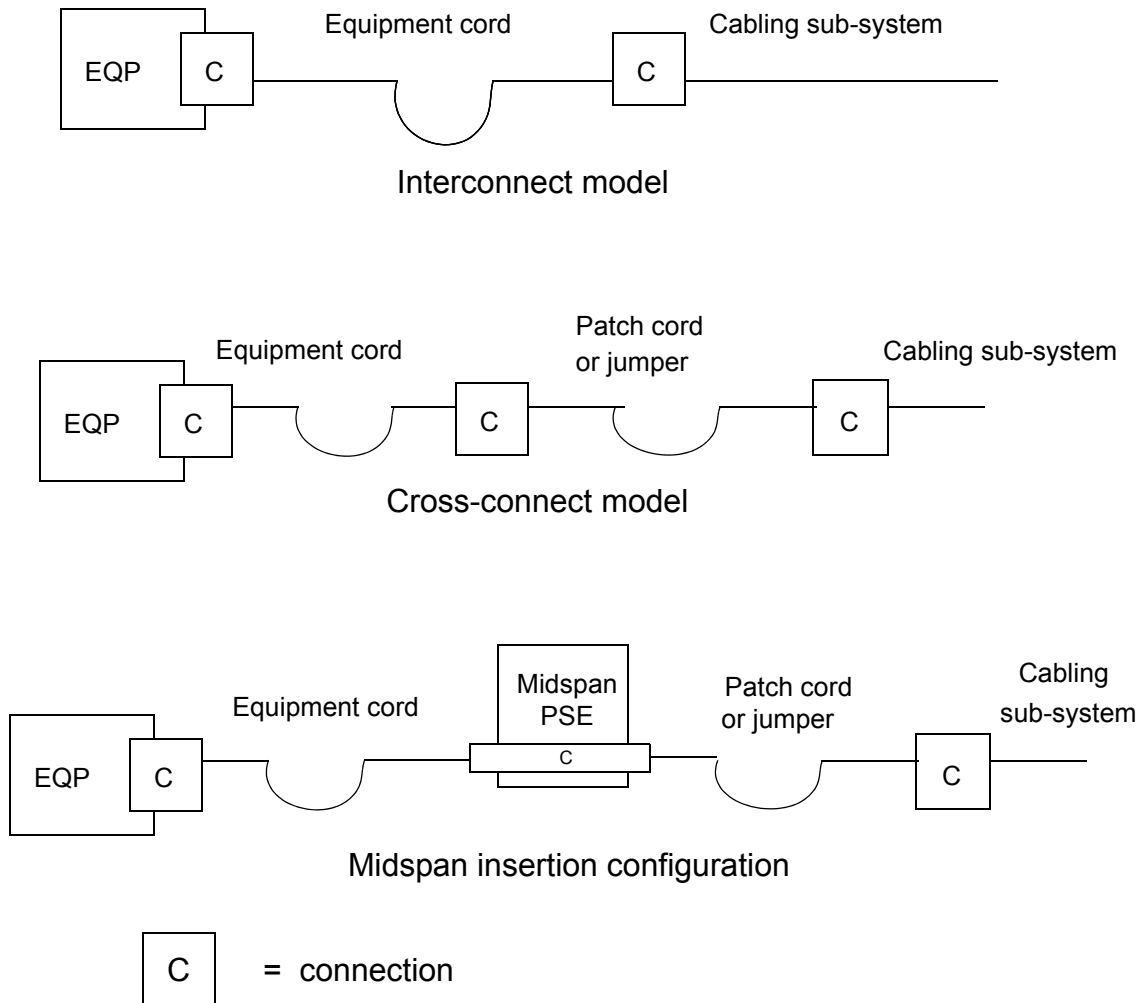 Equipment cord
Cabling sub-system
EQP
C
C
Interconnect model
Patch cord
or jumper
Equipment cord
Cabling sub-system
EQP
C
C
C
Cross-connect model
Midspan
PSE
Cabling
sub-system
Equipment cord
Patch cord
or jumper
EQP
C
C
C
Midspan insertion configuration
C = connection